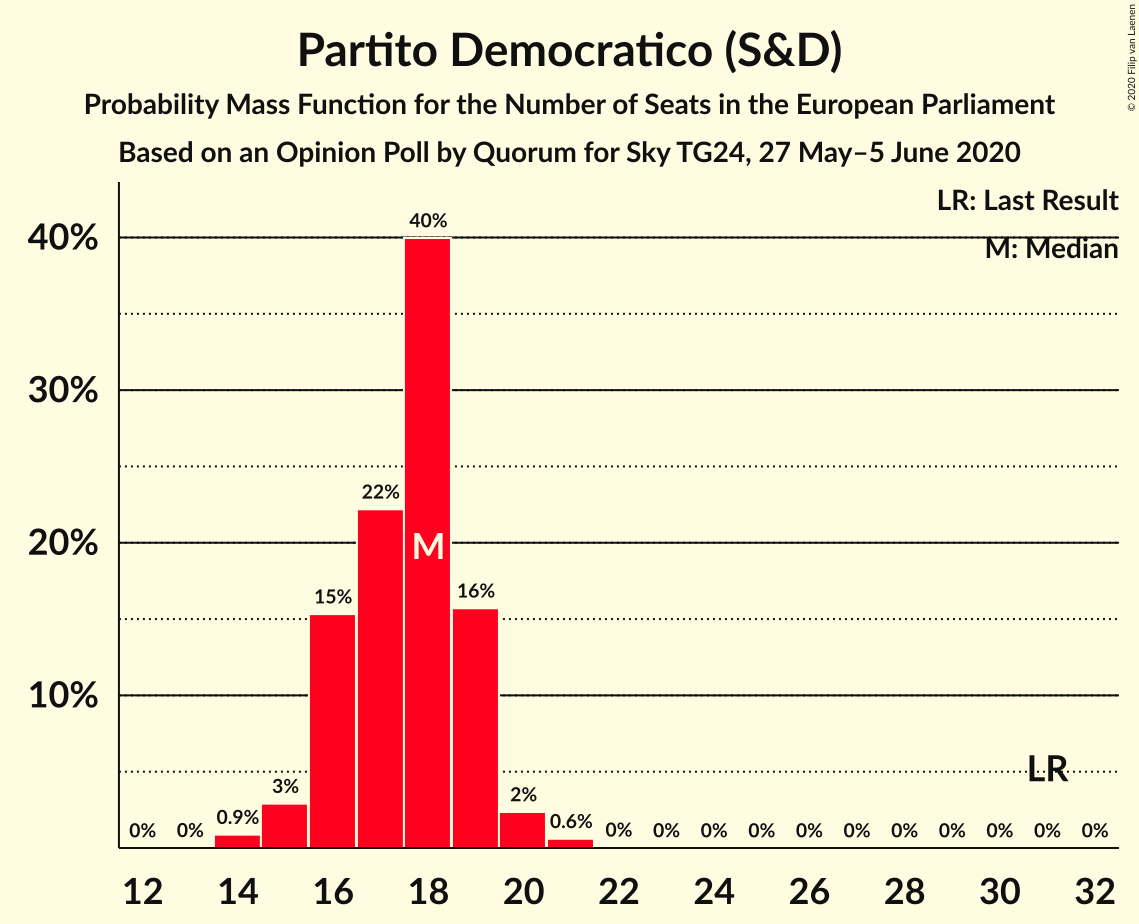 Partito Democratico (S&D)
Probability Mass Function for the Number of Seats in the European Parliament
Based on an Opinion Poll by Quorum for Sky TG24, 27 May–5 June 2020
© 2020 Filip van Laenen
LR: Last Result
M: Median
40%
30%
20%
10%
0% 0% 0.9% 3% 15% 22% 40% 16% 2% 0.6% 0% 0% 0% 0% 0% 0% 0% 0% 0% 0% 0%
M
LR
12 14 16 18 20 22 24 26 28 30 32